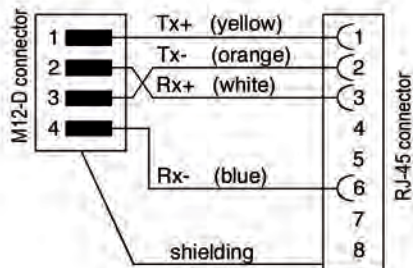 M12-D connector
1
2
3
4
Tx+ (yellow)
Tx- (orange)
Rx+ (white)
Rx- (blue)
shielding
1
2
3
4
5
6
7
8
RJ-45 connector